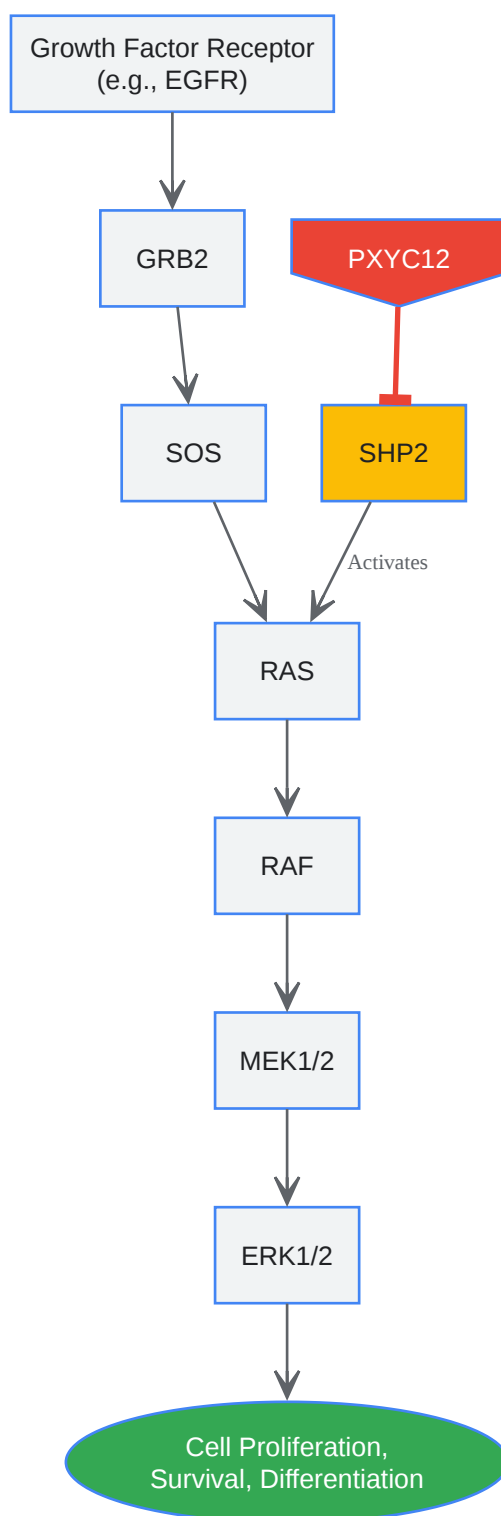 Growth Factor Receptor
(e.g., EGFR)
GRB2
PXYC12
SOS
SHP2
Activates
RAS
RAF
MEK1/2
ERK1/2
Cell Proliferation,
Survival, Differentiation